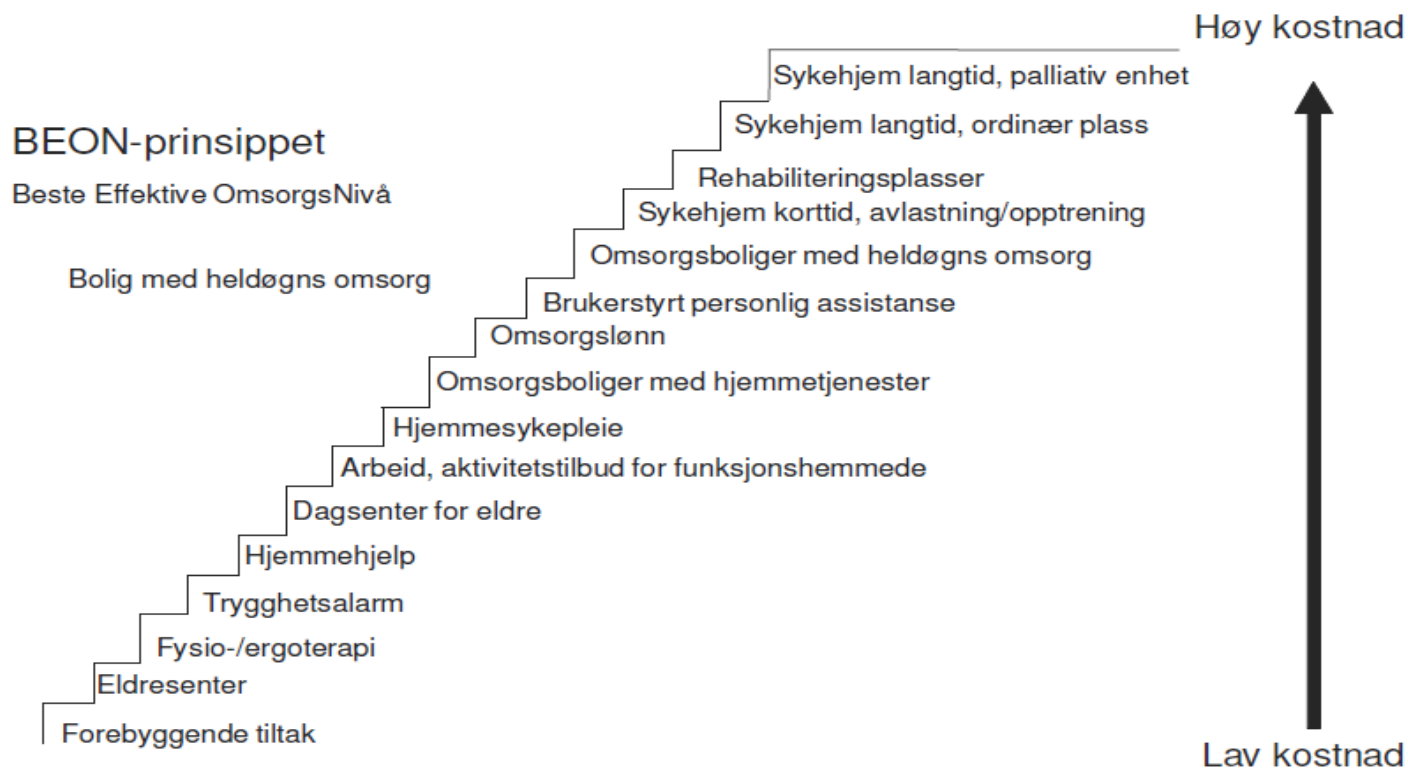 Høy kostnad
Sykehjem langtid, palliativ enhet
Sykehjem langtid, ordinær plass
BEON-prinsippet
Beste Effektive OmsorgsNivå
Rehabiliteringsplasser
Sykehjem korttid, avlastning/opptrening
Omsorgsboliger med heldøgns omsorg
Bolig med heldøgns omsorg
Brukerstyrt personlig assistanse
Omsorgslønn
Omsorgsboliger med hjemmetjenester
Hjemmesykepleie
Arbeid, aktivitetstilbud for funksjonshemmede
Dagsenter for eldre
Hjemmehjelp
Trygghetsalarm
Fysio-/ergoterapi
Eldresenter
Forebyggende tiltak
Lav kostnad